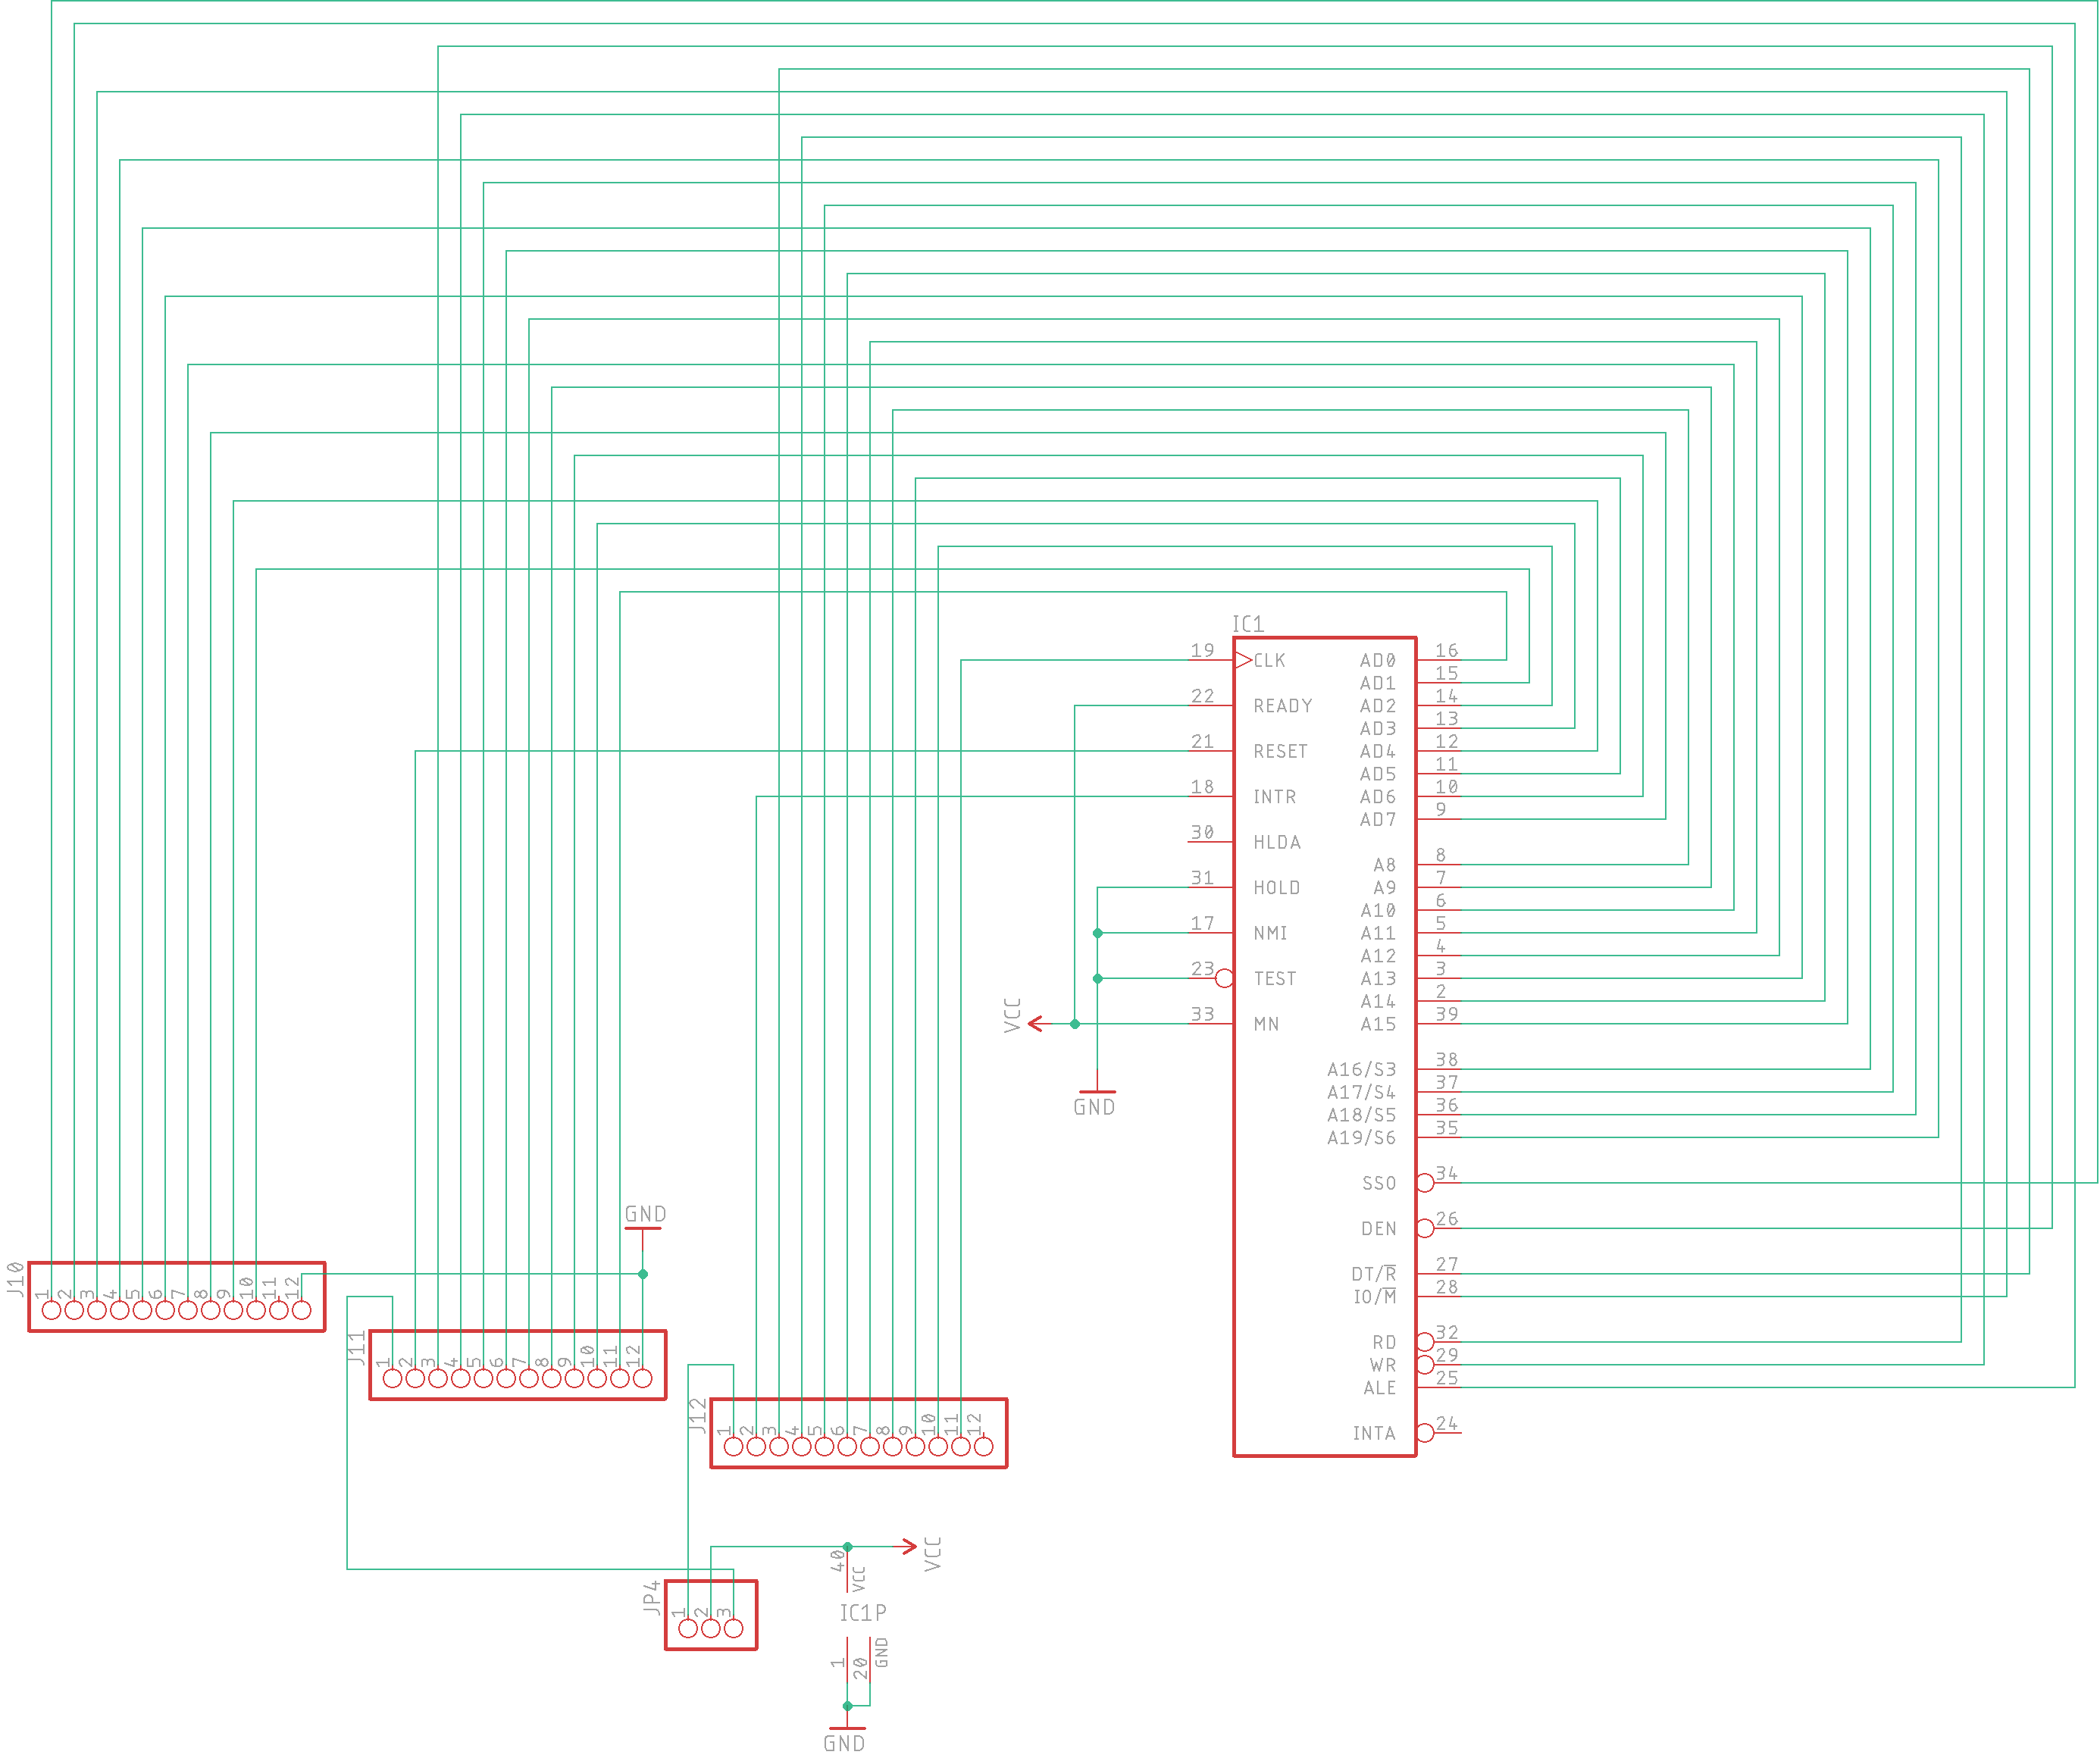 IC1
19 CLK AD0 16
AD1 15
22 READY AD2 14
AD3 13
21 RESET AD4 12
AD5 11
18 INTR AD6 10
AD7 9
30 HLDA
A8 8
31 HOLD A9 7
A10 6
17 NMI A11 5
A12 4
23 TEST A13 3
A14 2
33 MN A15 39
VCC
GND
A16/S3 38
A17/S4 37
A18/S5 36
A19/S6 35
SSO 34
DEN 26
DT/R 27
IO/M 28
RD 32
WR 29
ALE 25
INTA 24
GND
J10
1 2 3 4 5 6 7 8 9 10 11 12
J11
1 2 3 4 5 6 7 8 9 10 11 12
J12
1 2 3 4 5 6 7 8 9 10 11 12
JP4
1 2 3
40 VCC
VCC
IC1P
1 20 GND
GND